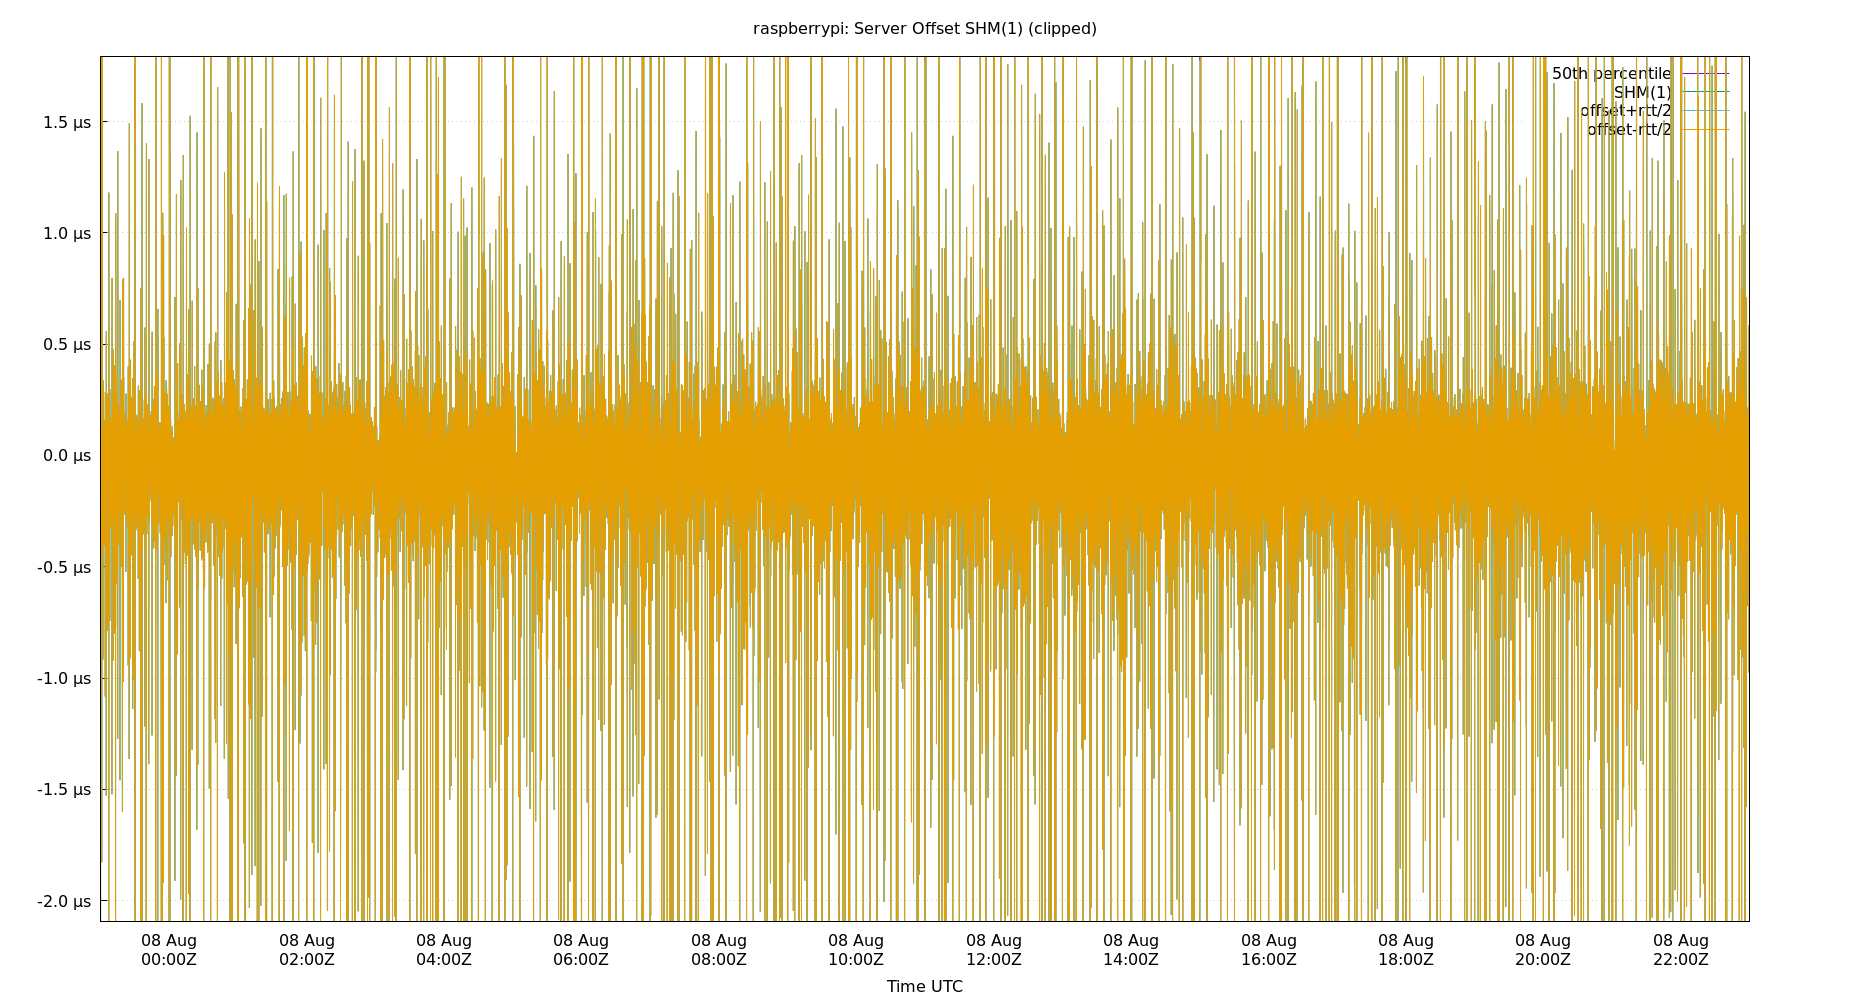 raspberrypi: Server Offset SHM(1) (clipped)
50th percentile
SHM(1)
offset+rtt/2
offset-rtt/2
1.5 µs
1.0 µs
0.5 µs
0.0 µs
-0.5 µs
-1.0 µs
-1.5 µs
-2.0 µs
08 Aug 08 Aug 08 Aug 08 Aug 08 Aug 08 Aug 08 Aug 08 Aug 08 Aug 08 Aug 08 Aug 08 Aug
00:00Z 02:00Z 04:00Z 06:00Z 08:00Z 10:00Z 12:00Z 14:00Z 16:00Z 18:00Z 20:00Z 22:00Z
Time UTC